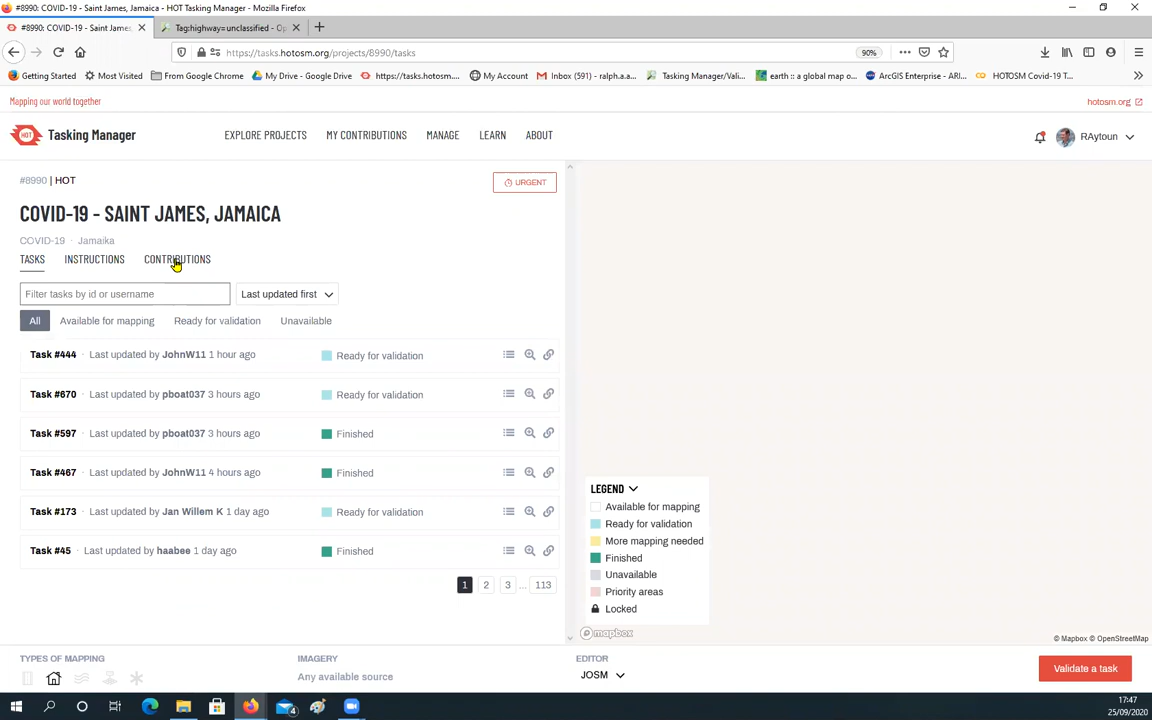 #8990: COVID-19 - Saint James, Jamaica - HOT Tasking Manager - Mozilla Firefox
#8990: COVID-19 - Saint James,
Tag:highway=unclassified - Op
https://tasks.hotosm.org/projects/8990/tasks
90%
Getting Started
Most Visited
From Google Chrome
My Drive - Google Drive
https://tasks.hotosm....
My Account
Inbox (591) - ralph.a.a...
Tasking Manager/Vali...
earth :: a global map o...
ArcGIS Enterprise - ARI...
HOTOSM Covid-19 T...
Mapping our world together
hotosm.org
HOT
Tasking Manager
EXPLORE PROJECTS
MY CONTRIBUTIONS
MANAGE
LEARN
ABOUT
RAytoun
#8990 | HOT
URGENT
COVID-19 - SAINT JAMES, JAMAICA
COVID-19 · Jamaika
TASKS
INSTRUCTIONS
CONTRIBUTIONS
Filter tasks by id or username
Last updated first
All
Available for mapping
Ready for validation
Unavailable
Task #444 · Last updated by JohnW11 1 hour ago
Ready for validation
Task #670 · Last updated by pboat037 3 hours ago
Ready for validation
Task #597 · Last updated by pboat037 3 hours ago
Finished
Task #467 · Last updated by JohnW11 4 hours ago
Finished
Task #173 · Last updated by Jan Willem K 1 day ago
Ready for validation
Task #45 · Last updated by haabee 1 day ago
Finished
1 2 3 ... 113
LEGEND
Available for mapping
Ready for validation
More mapping needed
Finished
Unavailable
Priority areas
Locked
mapbox
© Mapbox © OpenStreetMap
TYPES OF MAPPING
IMAGERY
Any available source
EDITOR
JOSM
Validate a task
4
17:47
25/09/2020